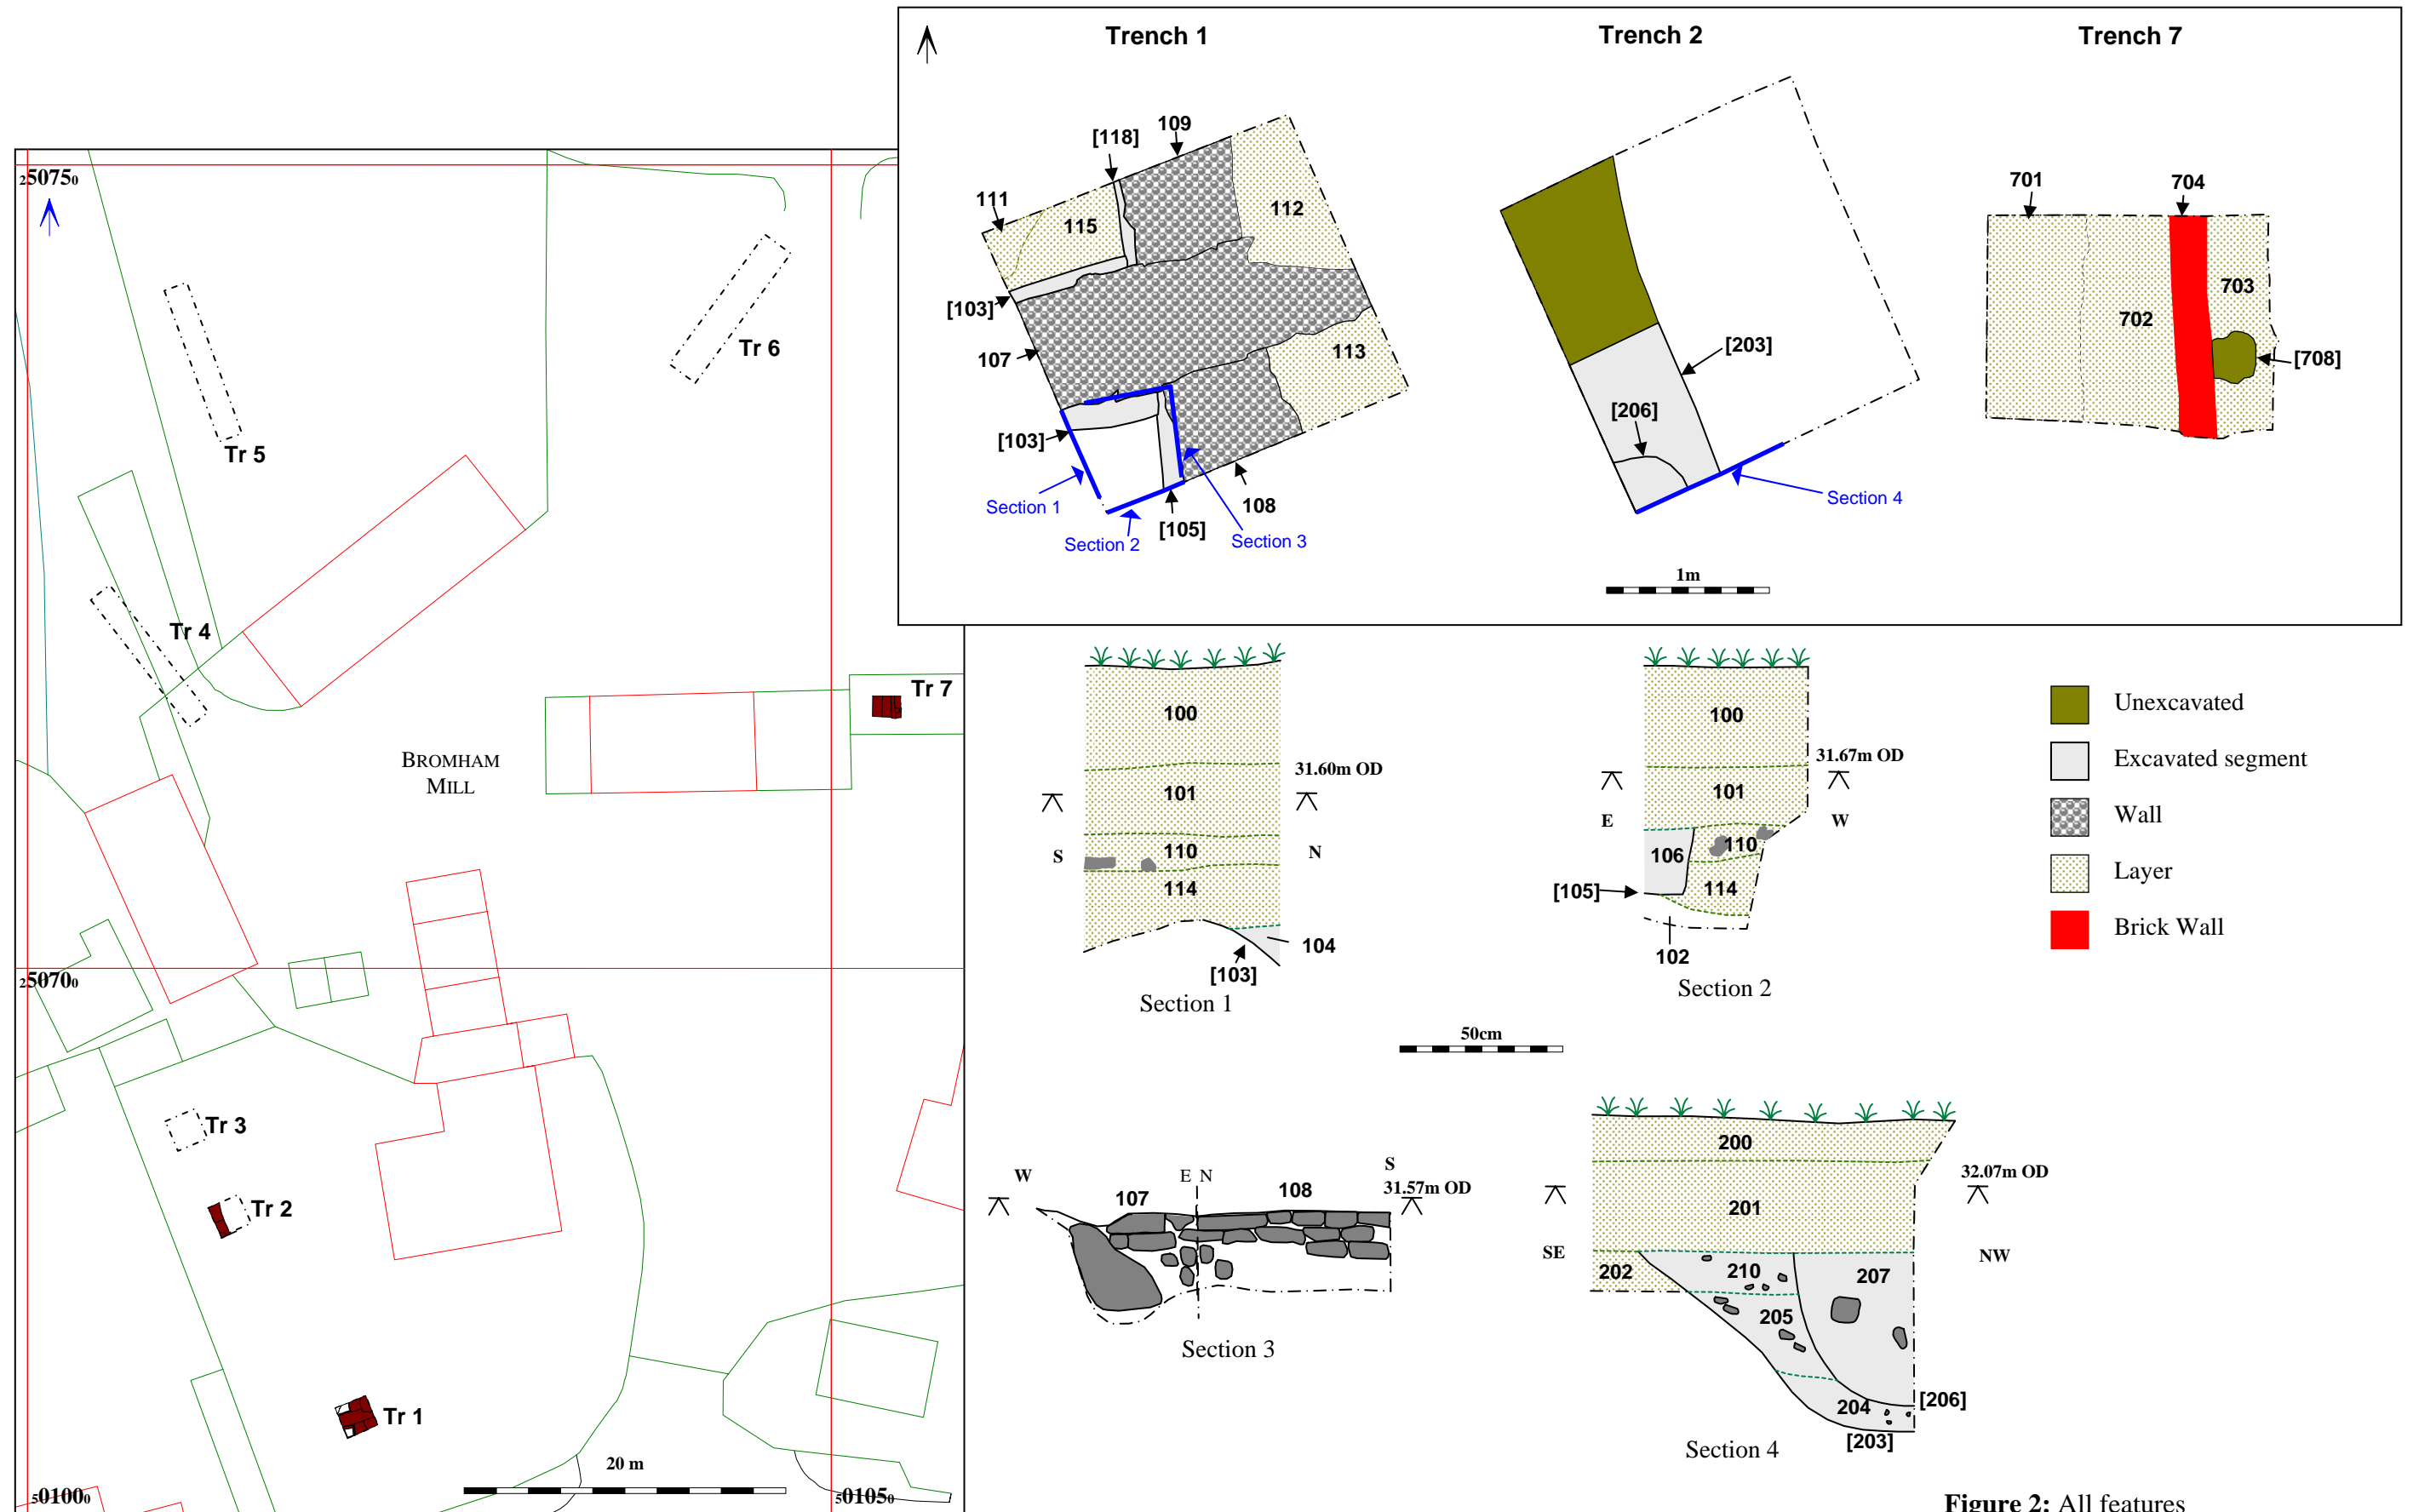 Trench 1
Trench 2
Trench 7
109
[118]
111
115
112
[103]
107
113
[103]
Section 1
Section 2
[105]
Section 3
108
[203]
[206]
Section 4
701
704
703
702
[708]
1m
250750
Tr 6
Tr 5
Tr 4
Tr 7
BROMHAM
MILL
250700
Tr 3
Tr 2
Tr 1
20 m
501000
501050
100
31.60m OD
101
S
110
N
114
104
[103]
Section 1
100
31.67m OD
101
E
W
110
106
[105]
114
102
Section 2
Unexcavated
Excavated segment
Wall
Layer
Brick Wall
50cm
W
E N
S
107
108
31.57m OD
Section 3
200
32.07m OD
201
SE
NW
202
210
207
205
204
[206]
[203]
Section 4
Figure 2: All features